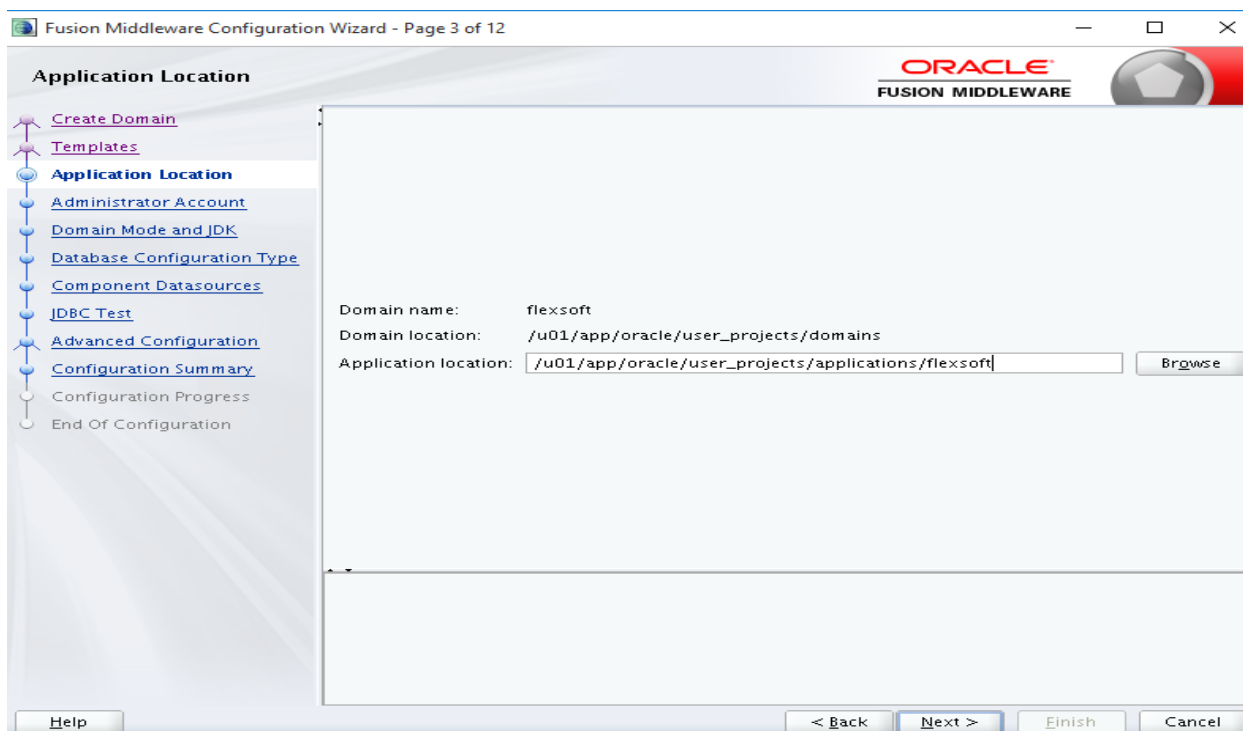 Fusion Middleware Configuration Wizard - Page 3 of 12
Application Location
ORACLE
FUSION MIDDLEWARE
Create Domain
Templates
Application Location
Administrator Account
Domain Mode and JDK
Database Configuration Type
Component Datasources
JDBC Test
Advanced Configuration
Configuration Summary
Configuration Progress
End Of Configuration
Domain name: flexsoft
Domain location: /u01/app/oracle/user_projects/domains
Application location: /u01/app/oracle/user_projects/applications/flexsoft Browse
Help < Back Next > Finish Cancel